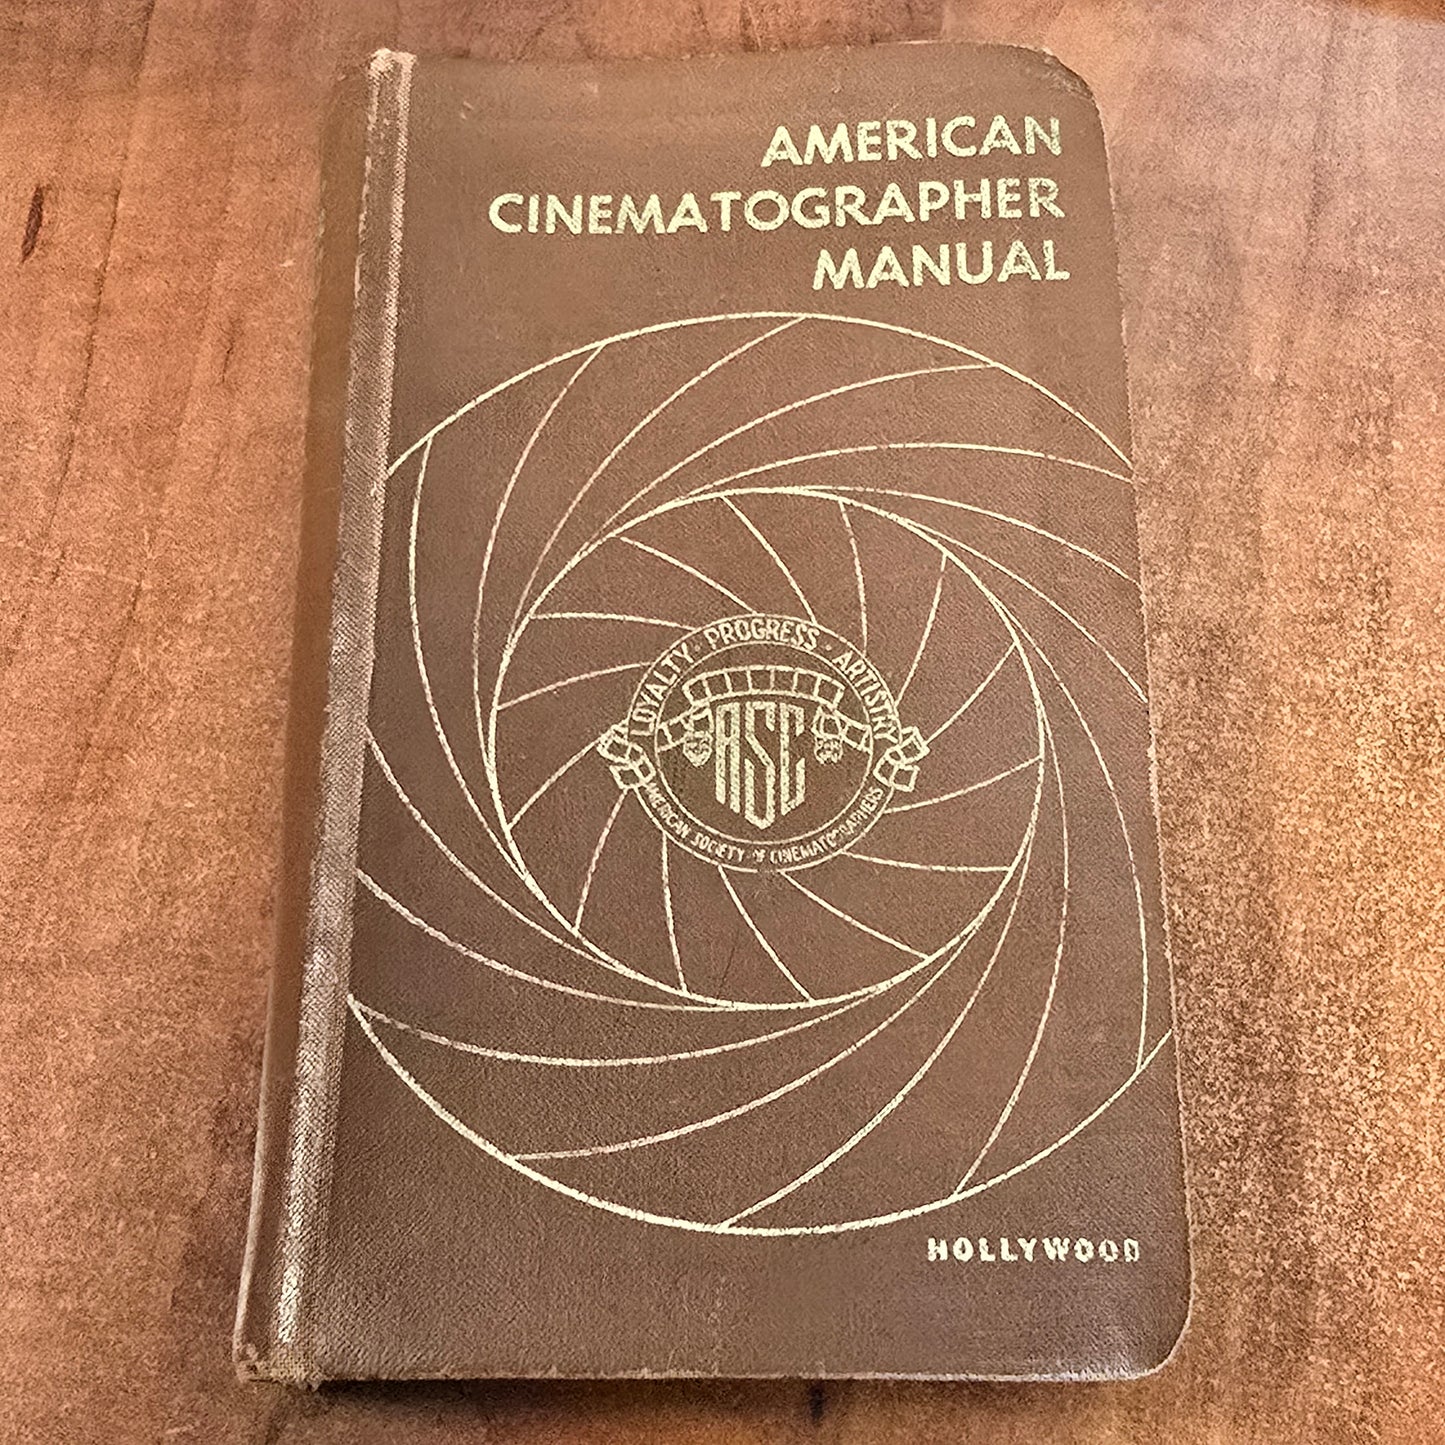 AMERICAN
CINEMATOGRAPHER
MANUAL
LOYALTY · PROGRESS · ARTISTRY
ASC
AMERICAN SOCIETY OF CINEMATOGRAPHERS
HOLLYWOOD